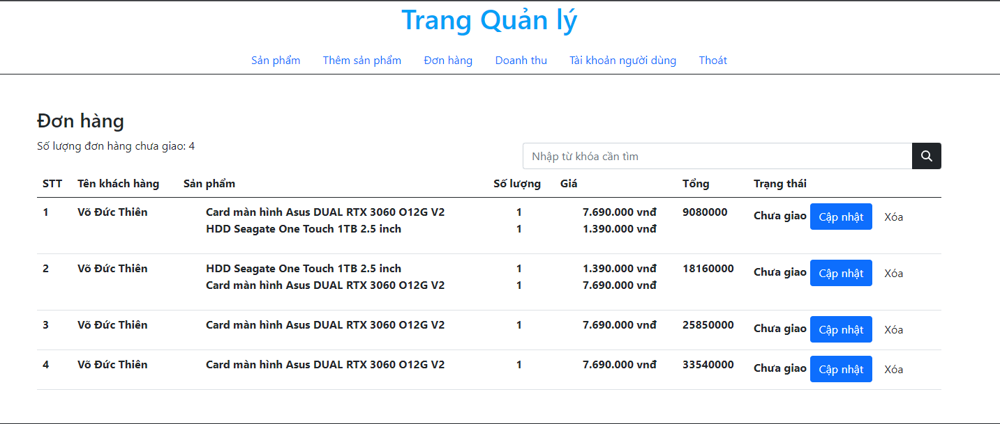 Trang Quản lý
Sản phẩm Thêm sản phẩm Đơn hàng Doanh thu Tài khoản người dùng Thoát
Đơn hàng
Số lượng đơn hàng chưa giao: 4
Nhập từ khóa cần tìm
STT Tên khách hàng Sản phẩm Số lượng Giá Tổng Trạng thái
1 Võ Đức Thiên Card màn hình Asus DUAL RTX 3060 O12G V2 1 7.690.000 vnđ 9080000 Chưa giao Cập nhật Xóa
HDD Seagate One Touch 1TB 2.5 inch 1 1.390.000 vnđ
2 Võ Đức Thiên HDD Seagate One Touch 1TB 2.5 inch 1 1.390.000 vnđ 18160000 Chưa giao Cập nhật Xóa
Card màn hình Asus DUAL RTX 3060 O12G V2 1 7.690.000 vnđ
3 Võ Đức Thiên Card màn hình Asus DUAL RTX 3060 O12G V2 1 7.690.000 vnđ 25850000 Chưa giao Cập nhật Xóa
4 Võ Đức Thiên Card màn hình Asus DUAL RTX 3060 O12G V2 1 7.690.000 vnđ 33540000 Chưa giao Cập nhật Xóa